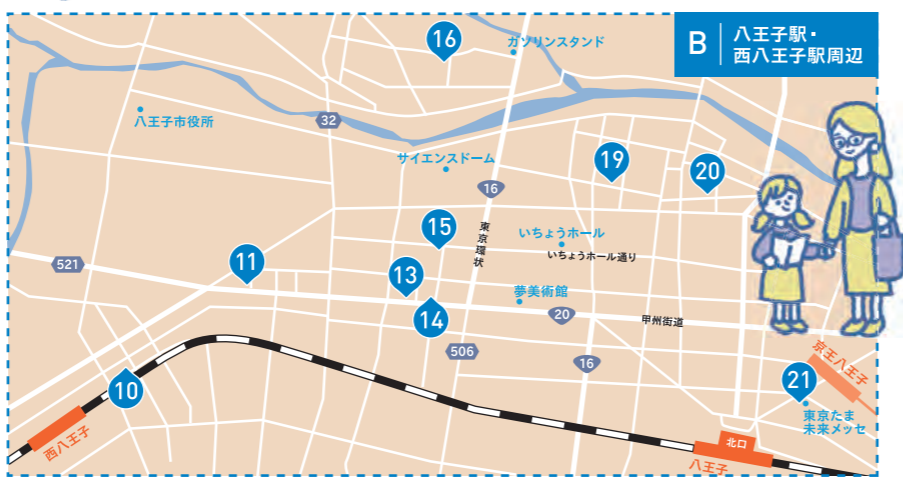 B
八王子駅・
西八王子駅周辺
16
ガソリンスタンド
八王子市役所
32
サイエンスドーム
19
20
16
15
東京環状
いちょうホール
いちょうホール通り
521
11
13
14
夢美術館
20
甲州街道
506
16
10
西八王子
京王八王子
21
東京たま
未来メッセ
北口
八王子